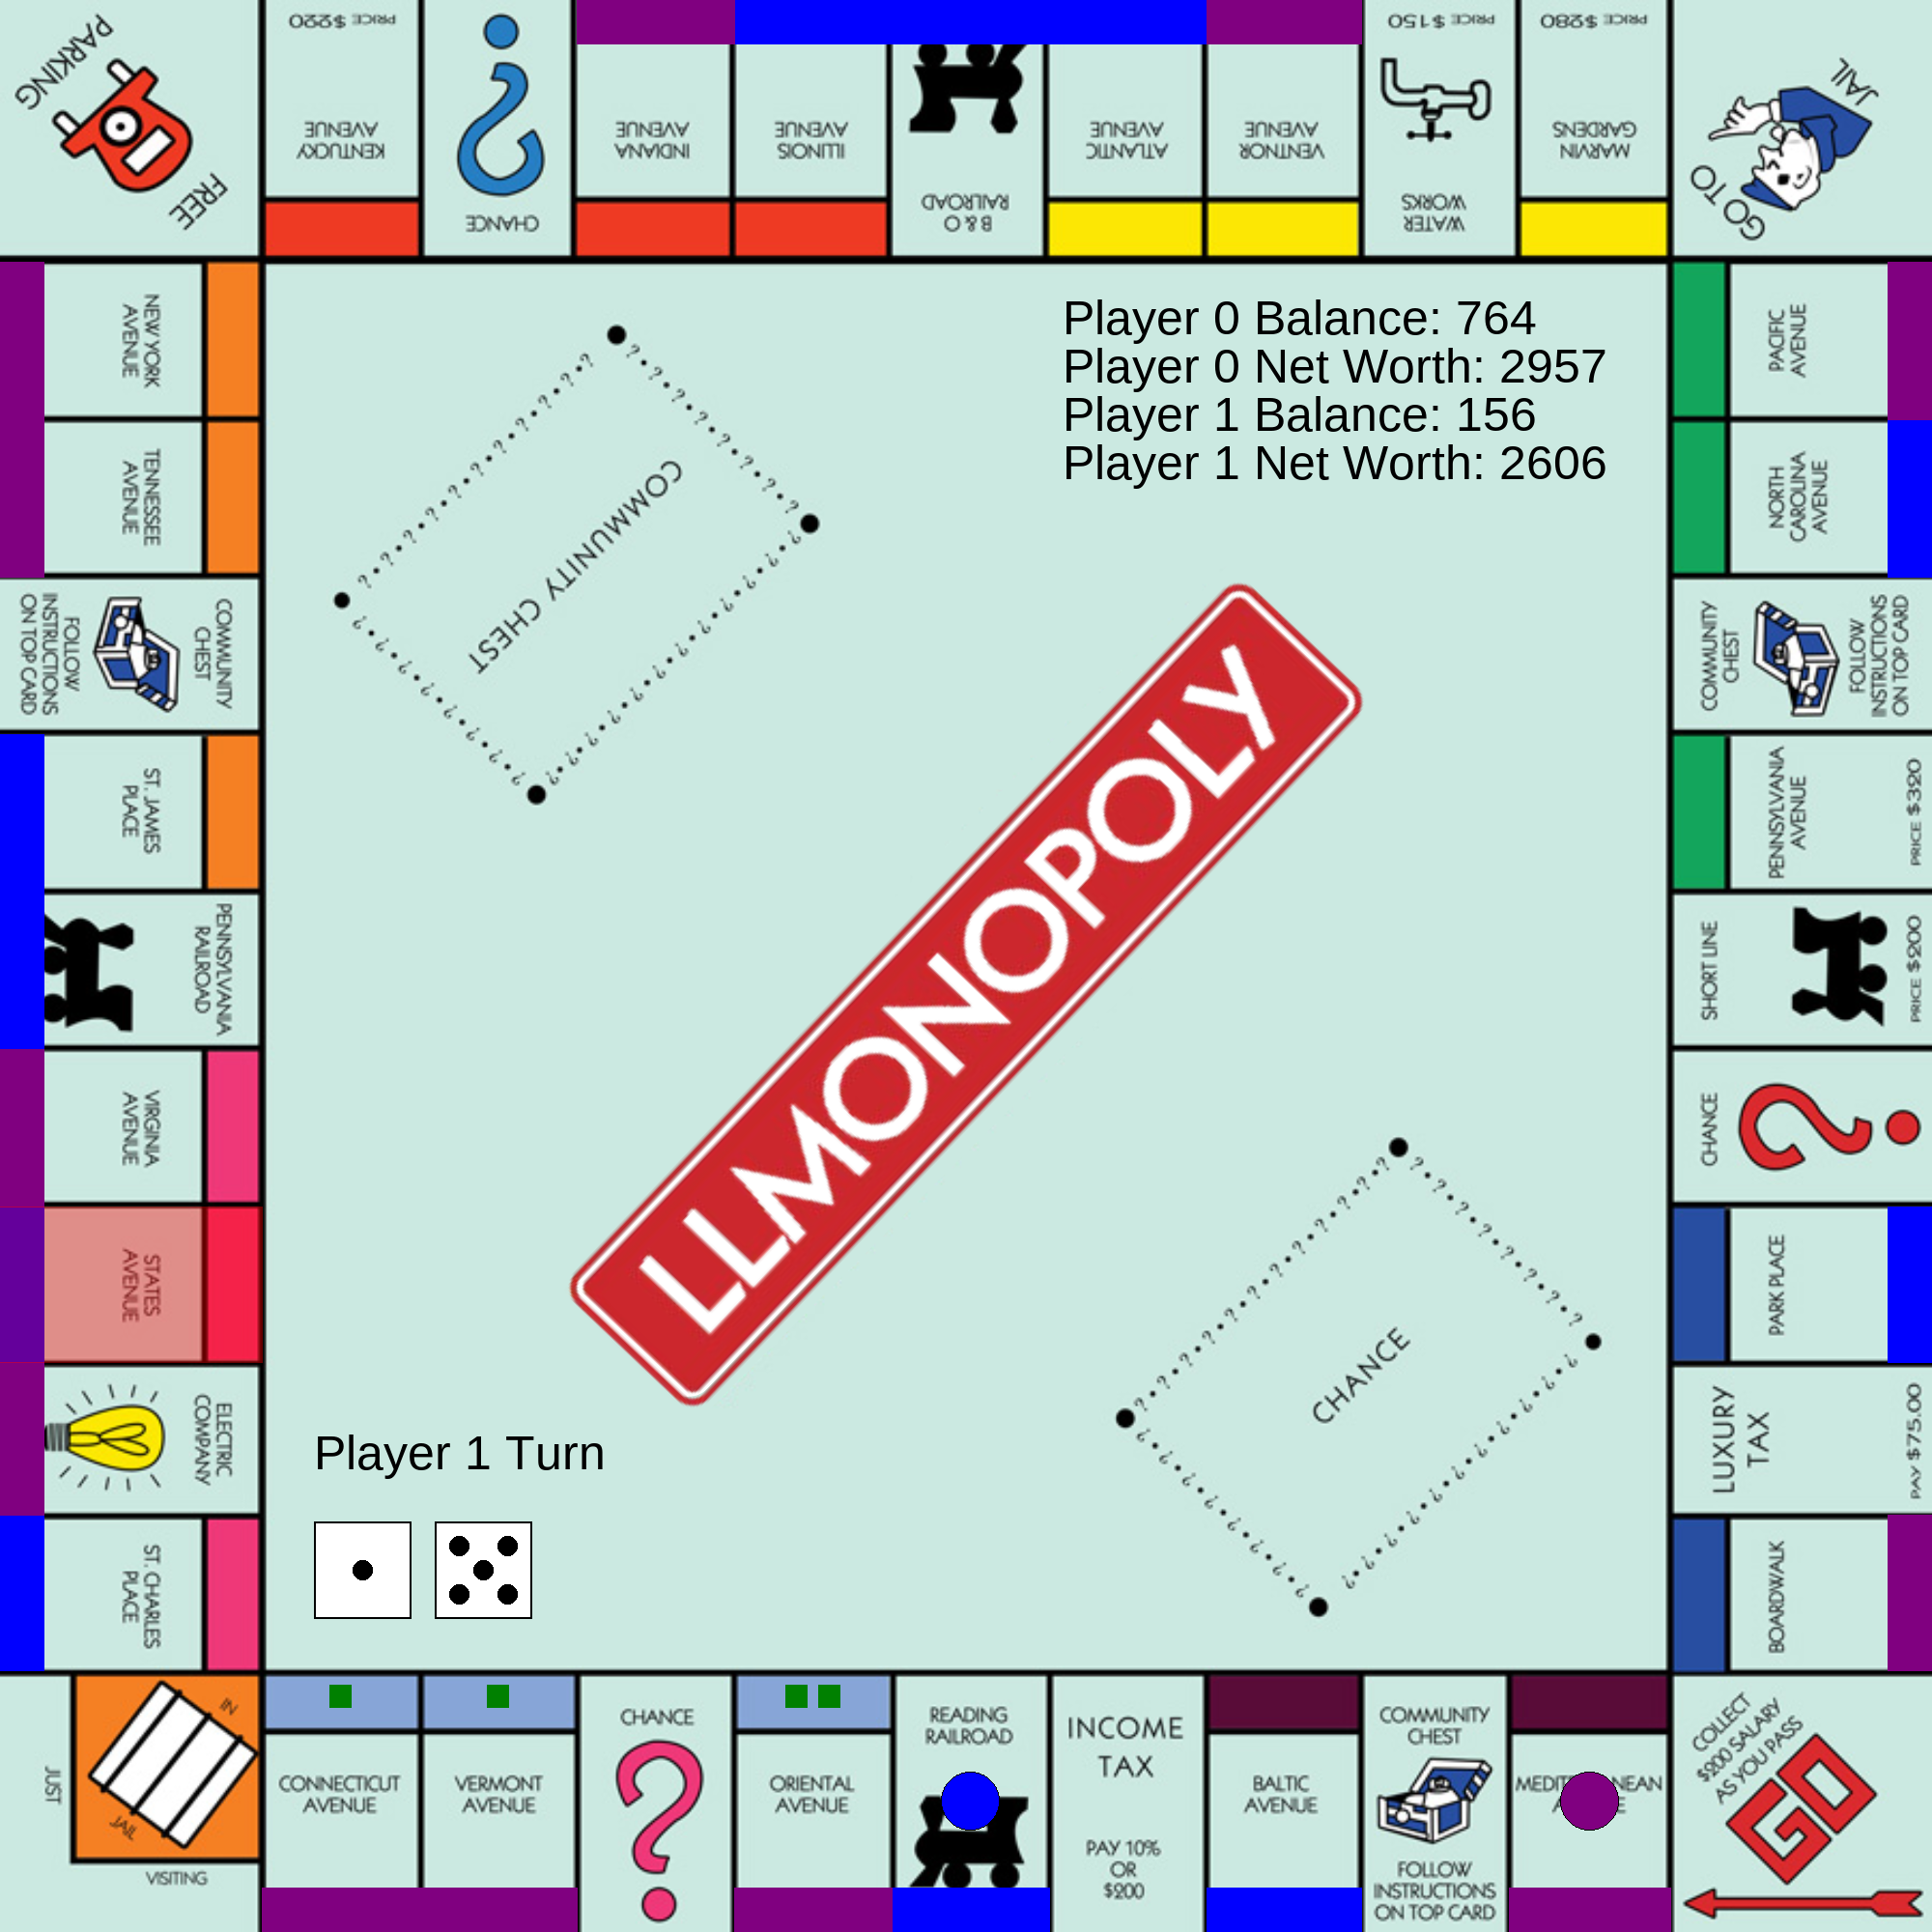 FREE
PARKING
PRICE $220
KENTUCKY
AVENUE
CHANCE
INDIANA
AVENUE
ILLINOIS
AVENUE
B & O
RAILROAD
ATLANTIC
AVENUE
VENTNOR
AVENUE
PRICE $150
WATER
WORKS
PRICE $280
MARVIN
GARDENS
GO TO
JAIL
NEW YORK
AVENUE
TENNESSEE
AVENUE
COMMUNITY
CHEST
FOLLOW
INSTRUCTIONS
ON TOP CARD
ST. JAMES
PLACE
PENNSYLVANIA
RAILROAD
VIRGINIA
AVENUE
STATES
AVENUE
ELECTRIC
COMPANY
ST. CHARLES
PLACE
Player 0 Balance: 764
Player 0 Net Worth: 2957
Player 1 Balance: 156
Player 1 Net Worth: 2606
COMMUNITY CHEST
LLMONOPOLY
CHANCE
Player 1 Turn
PACIFIC
AVENUE
NORTH
CAROLINA
AVENUE
COMMUNITY
CHEST
FOLLOW
INSTRUCTIONS
ON TOP CARD
PENNSYLVANIA
AVENUE
PRICE $320
SHORT LINE
PRICE $200
CHANCE
PARK PLACE
LUXURY
TAX
PAY $75.00
BOARDWALK
JUST
VISITING
IN
JAIL
CONNECTICUT
AVENUE
VERMONT
AVENUE
CHANCE
ORIENTAL
AVENUE
READING
RAILROAD
INCOME
TAX
PAY 10%
OR
$200
BALTIC
AVENUE
COMMUNITY
CHEST
FOLLOW
INSTRUCTIONS
ON TOP CARD
COLLECT
$200 SALARY
AS YOU PASS
GO